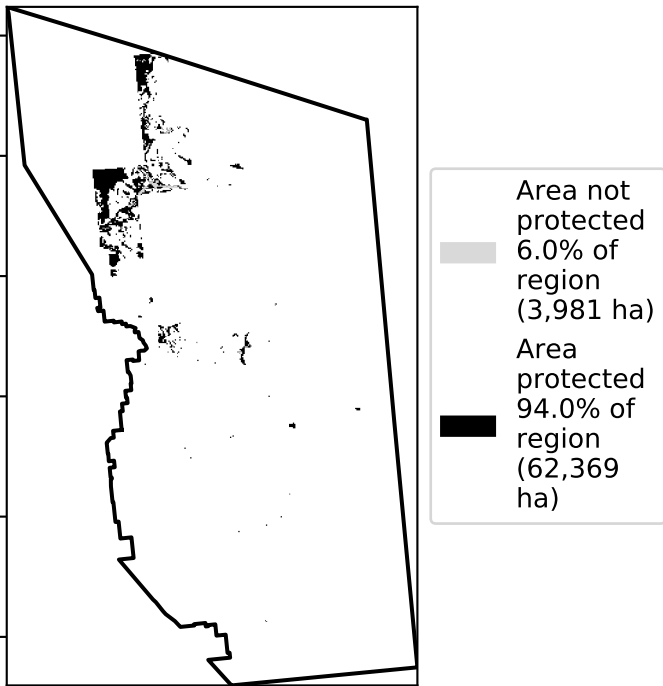 Area not
protected
6.0% of
region
(3,981 ha)
Area
protected
94.0% of
region
(62,369
ha)